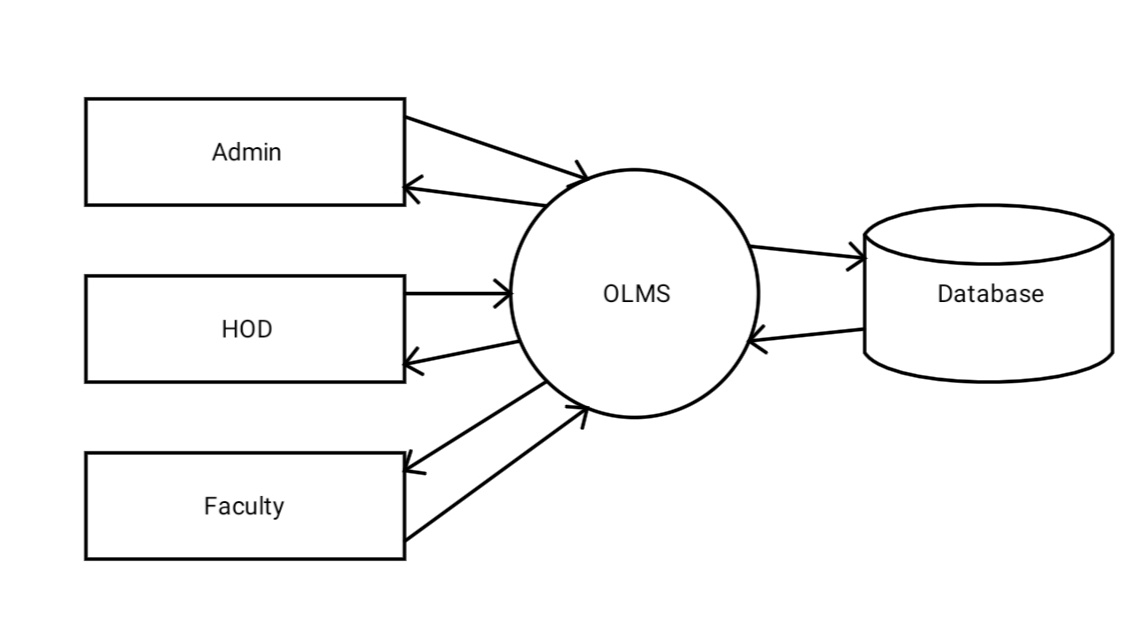 Admin
HOD
Faculty
OLMS
Database